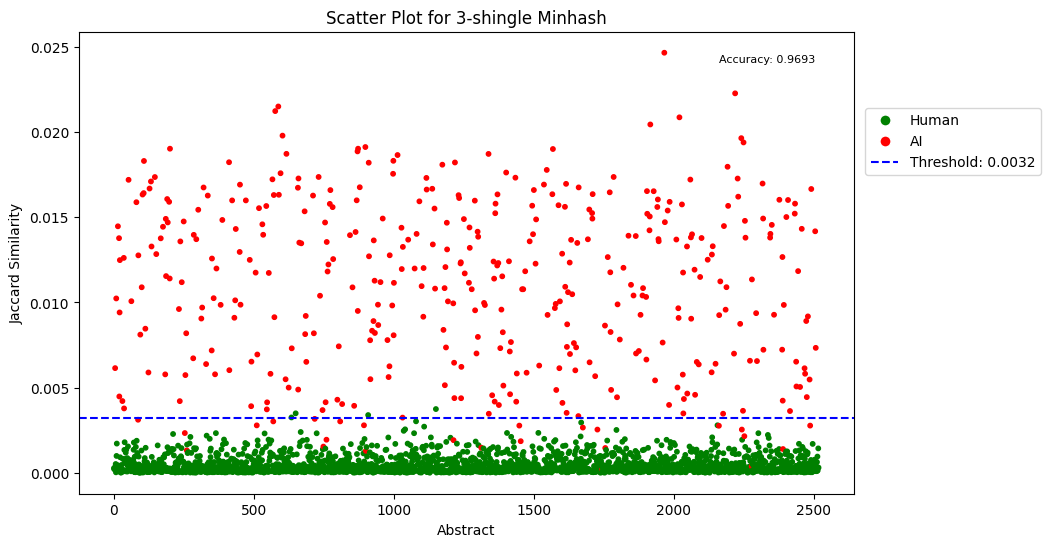 Scatter Plot for 3-shingle Minhash
Accuracy: 0.9693
Human
AI
Threshold: 0.0032
Jaccard Similarity
0.025
0.020
0.015
0.010
0.005
0.000
0 500 1000 1500 2000 2500
Abstract